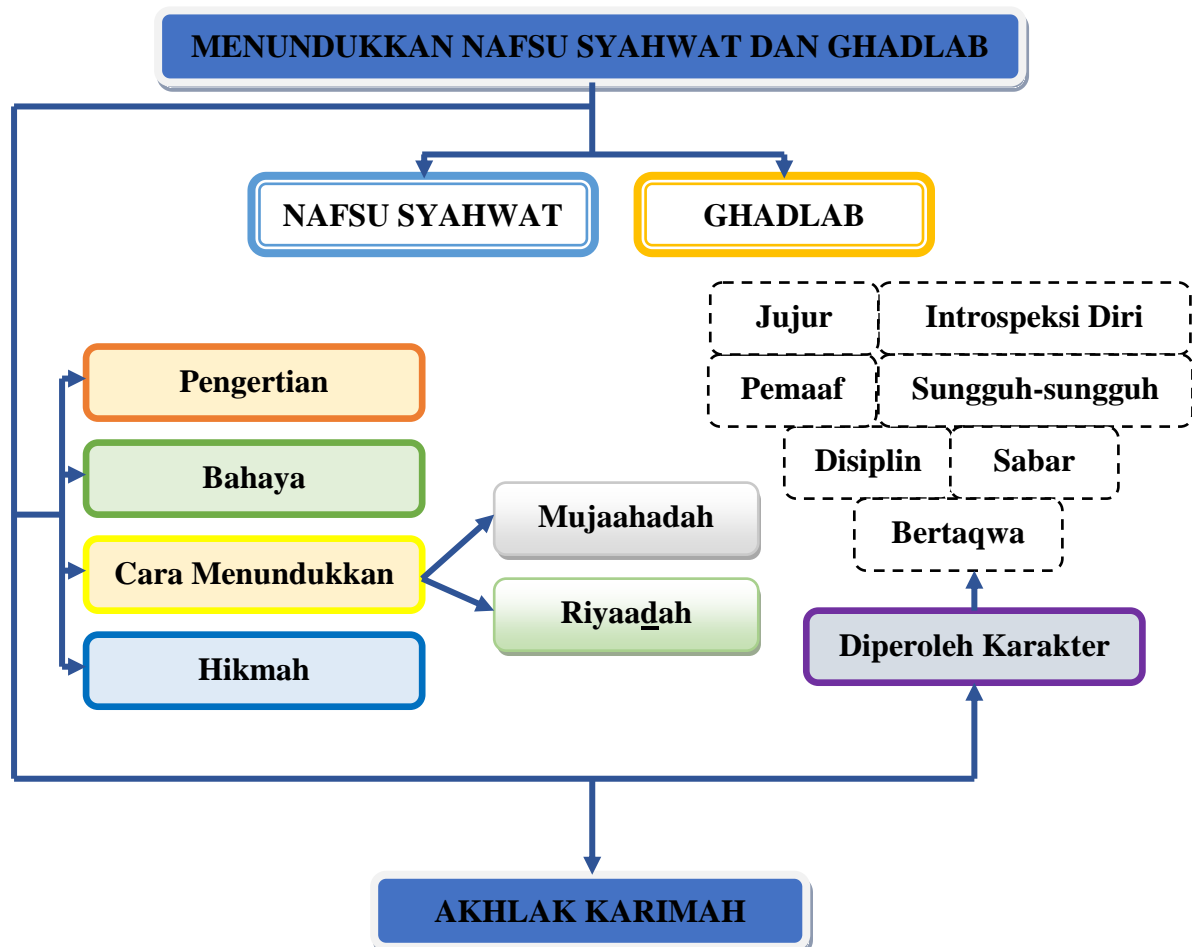 MENUNDUKKAN NAFSU SYAHWAT DAN GHADLAB
NAFSU SYAHWAT
GHADLAB
Jujur
Introspeksi Diri
Pemaaf
Sungguh-sungguh
Disiplin
Sabar
Bertaqwa
Pengertian
Bahaya
Cara Menundukkan
Hikmah
Mujaahadah
Riyaadah
Diperoleh Karakter
AKHLAK KARIMAH